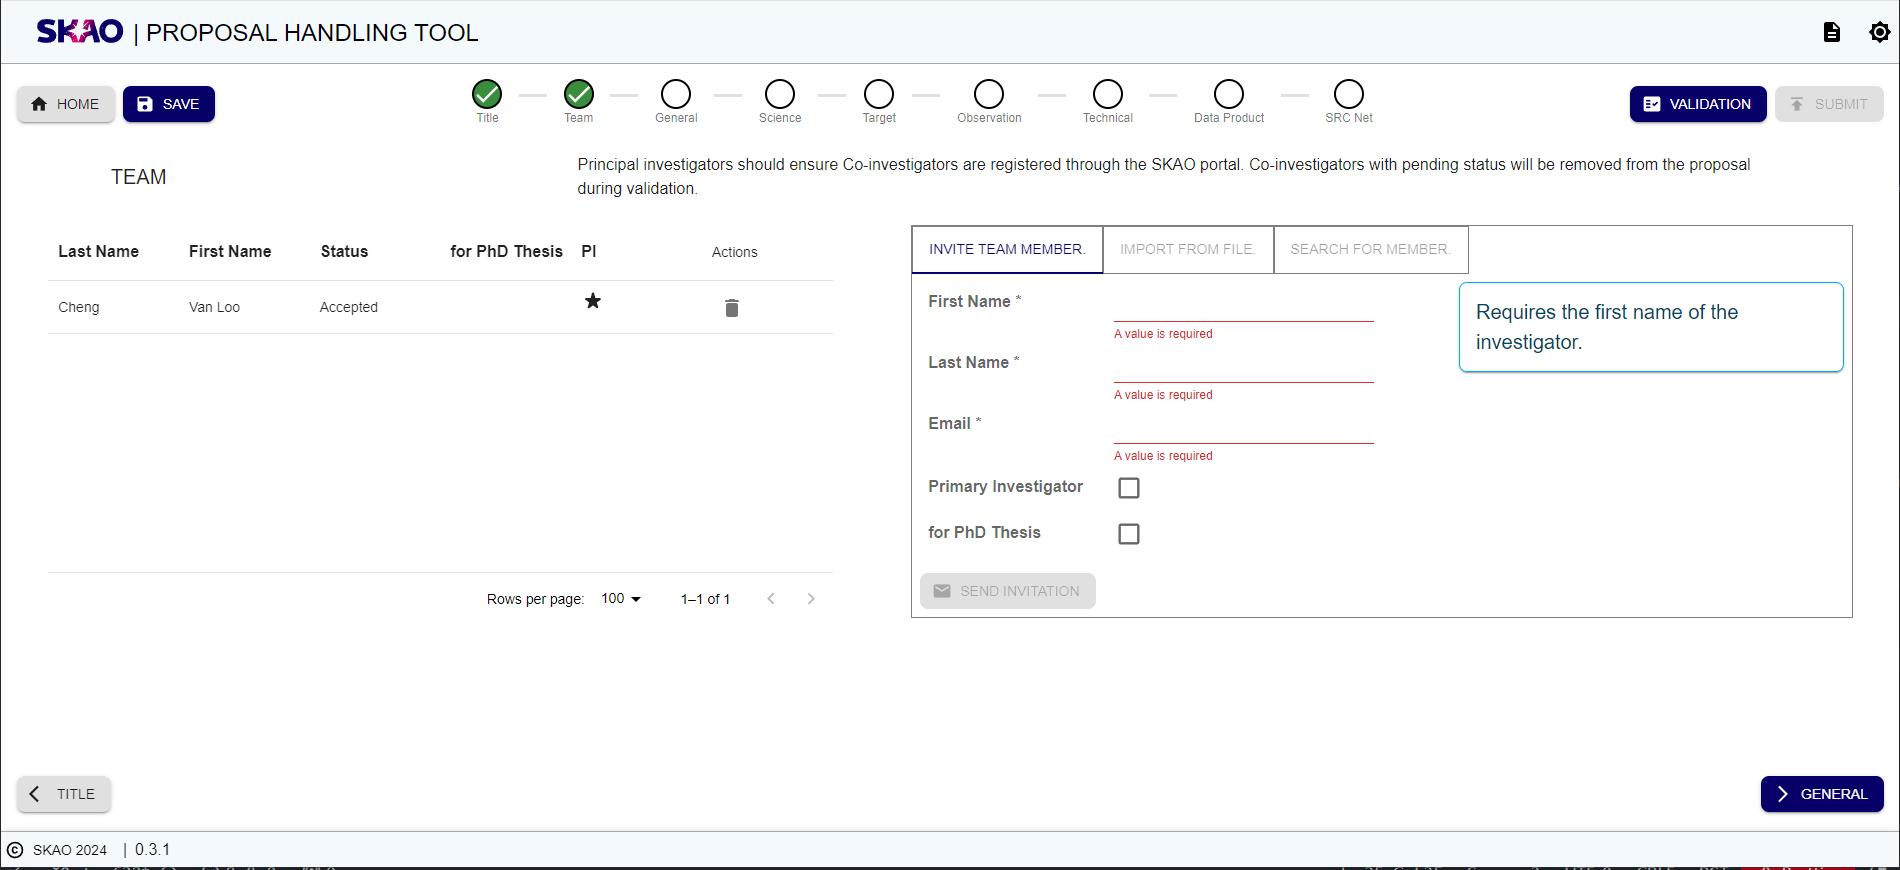 SKAO | PROPOSAL HANDLING TOOL
HOME
SAVE
Title
Team
General
Science
Target
Observation
Technical
Data Product
SRC Net
VALIDATION
SUBMIT
TEAM
Principal investigators should ensure Co-investigators are registered through the SKAO portal. Co-investigators with pending status will be removed from the proposal
during validation.
Last Name First Name Status for PhD Thesis PI Actions
Cheng Van Loo Accepted
Rows per page: 100 1–1 of 1
INVITE TEAM MEMBER. IMPORT FROM FILE. SEARCH FOR MEMBER.
First Name *
A value is required
Last Name *
A value is required
Email *
A value is required
Primary Investigator
for PhD Thesis
SEND INVITATION
Requires the first name of the
investigator.
TITLE
GENERAL
© SKAO 2024 | 0.3.1